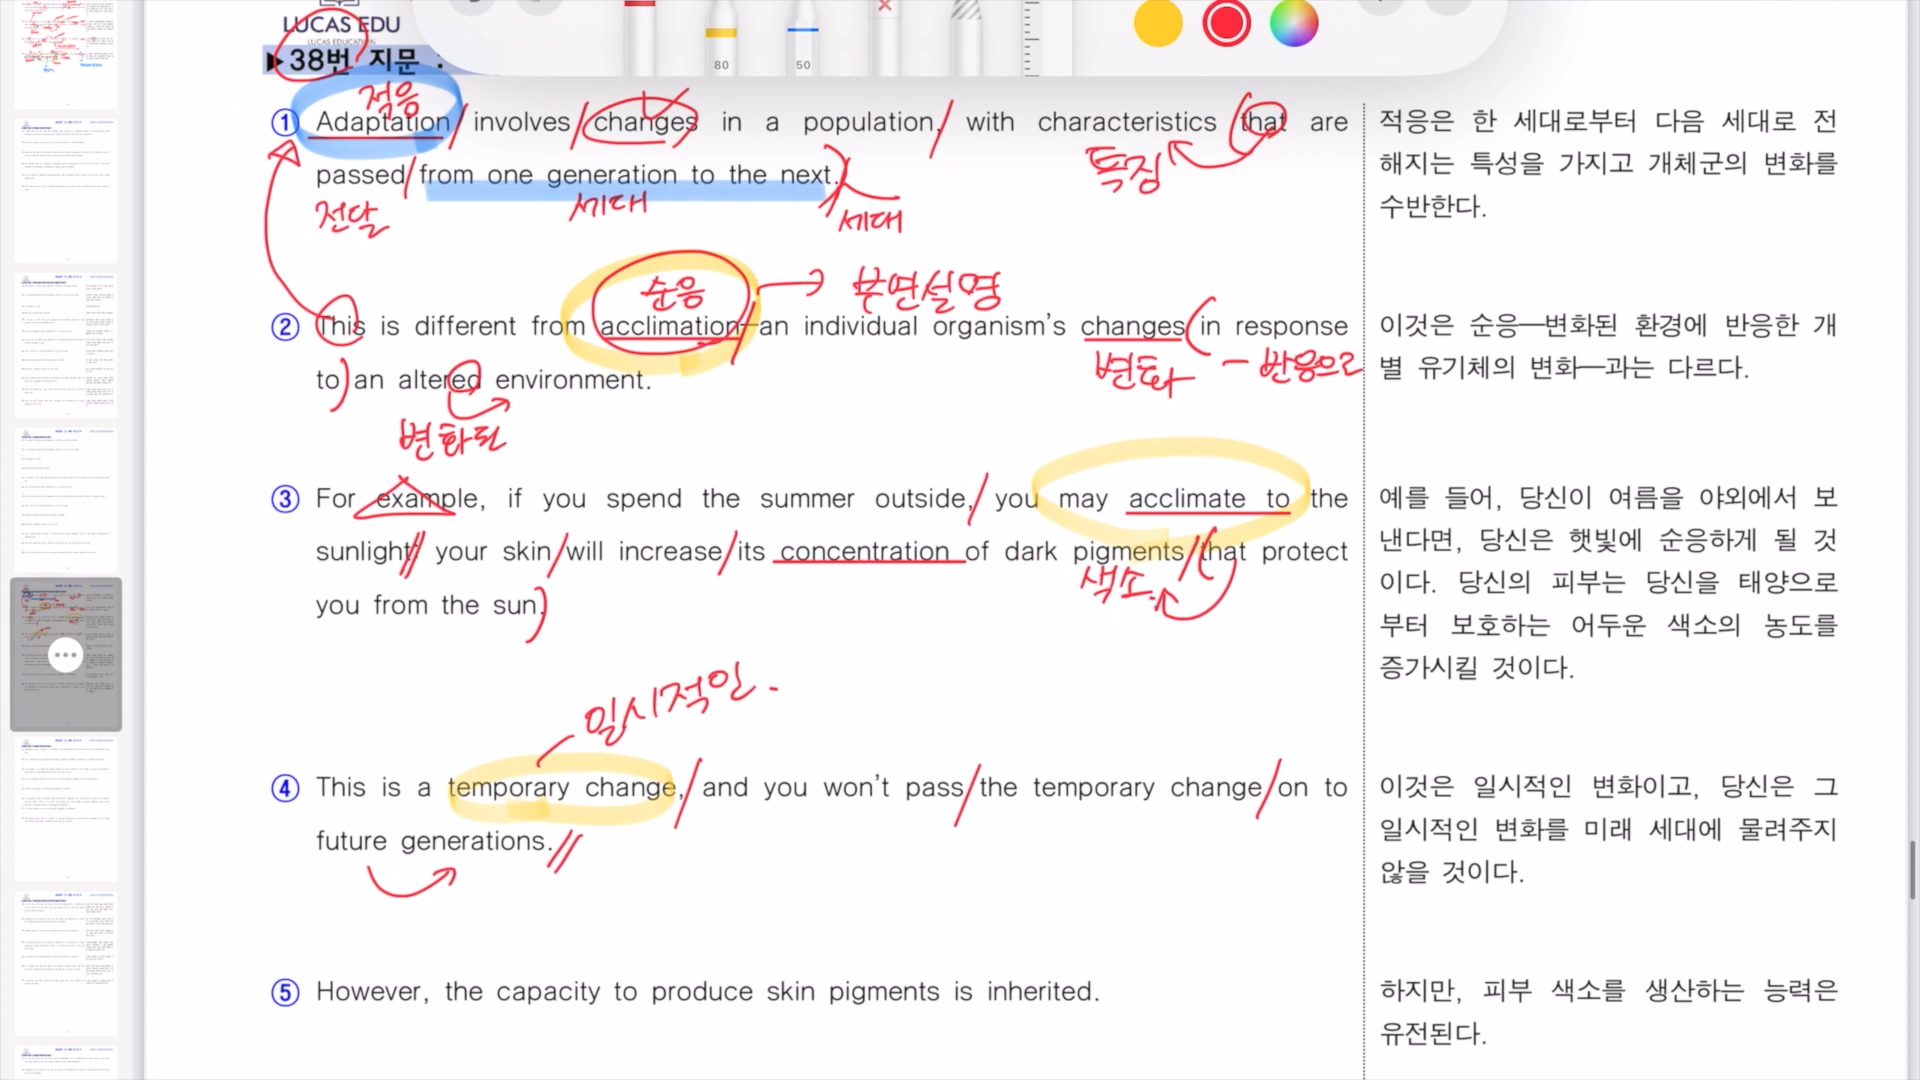 LUCAS EDU
LUCAS EDUCATION
▶38번 지문 :
80
50
적응
① Adaptation involves changes in a population, with characteristics that are
passed from one generation to the next.
특징
전달
세대
세대
적응은 한 세대로부터 다음 세대로 전
해지는 특성을 가지고 개체군의 변화를
수반한다.
순응
부연설명
② This is different from acclimation—an individual organism's changes in response
to an altered environment.
변화
- 반응으로
변화된
이것은 순응—변화된 환경에 반응한 개
별 유기체의 변화—과는 다르다.
③ For example, if you spend the summer outside, you may acclimate to the
sunlight; your skin will increase its concentration of dark pigments that protect
you from the sun.
색소
예를 들어, 당신이 여름을 야외에서 보
낸다면, 당신은 햇빛에 순응하게 될 것
이다. 당신의 피부는 당신을 태양으로
부터 보호하는 어두운 색소의 농도를
증가시킬 것이다.
일시적인
④ This is a temporary change, and you won't pass the temporary change on to
future generations.
이것은 일시적인 변화이고, 당신은 그
일시적인 변화를 미래 세대에 물려주지
않을 것이다.
⑤ However, the capacity to produce skin pigments is inherited.
하지만, 피부 색소를 생산하는 능력은
유전된다.